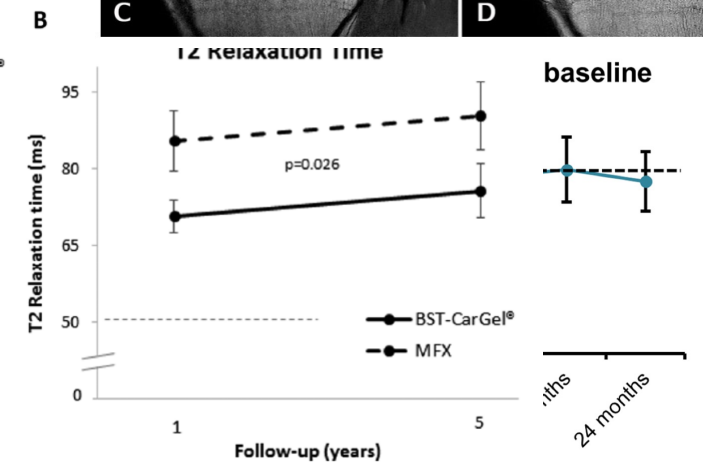 B
C
D
®
T2 Relaxation Time
baseline
T2 Relaxation time (ms)
95
80
65
50
0
p=0.026
BST-CarGel®
MFX
1
5
Follow-up (years)
24 months